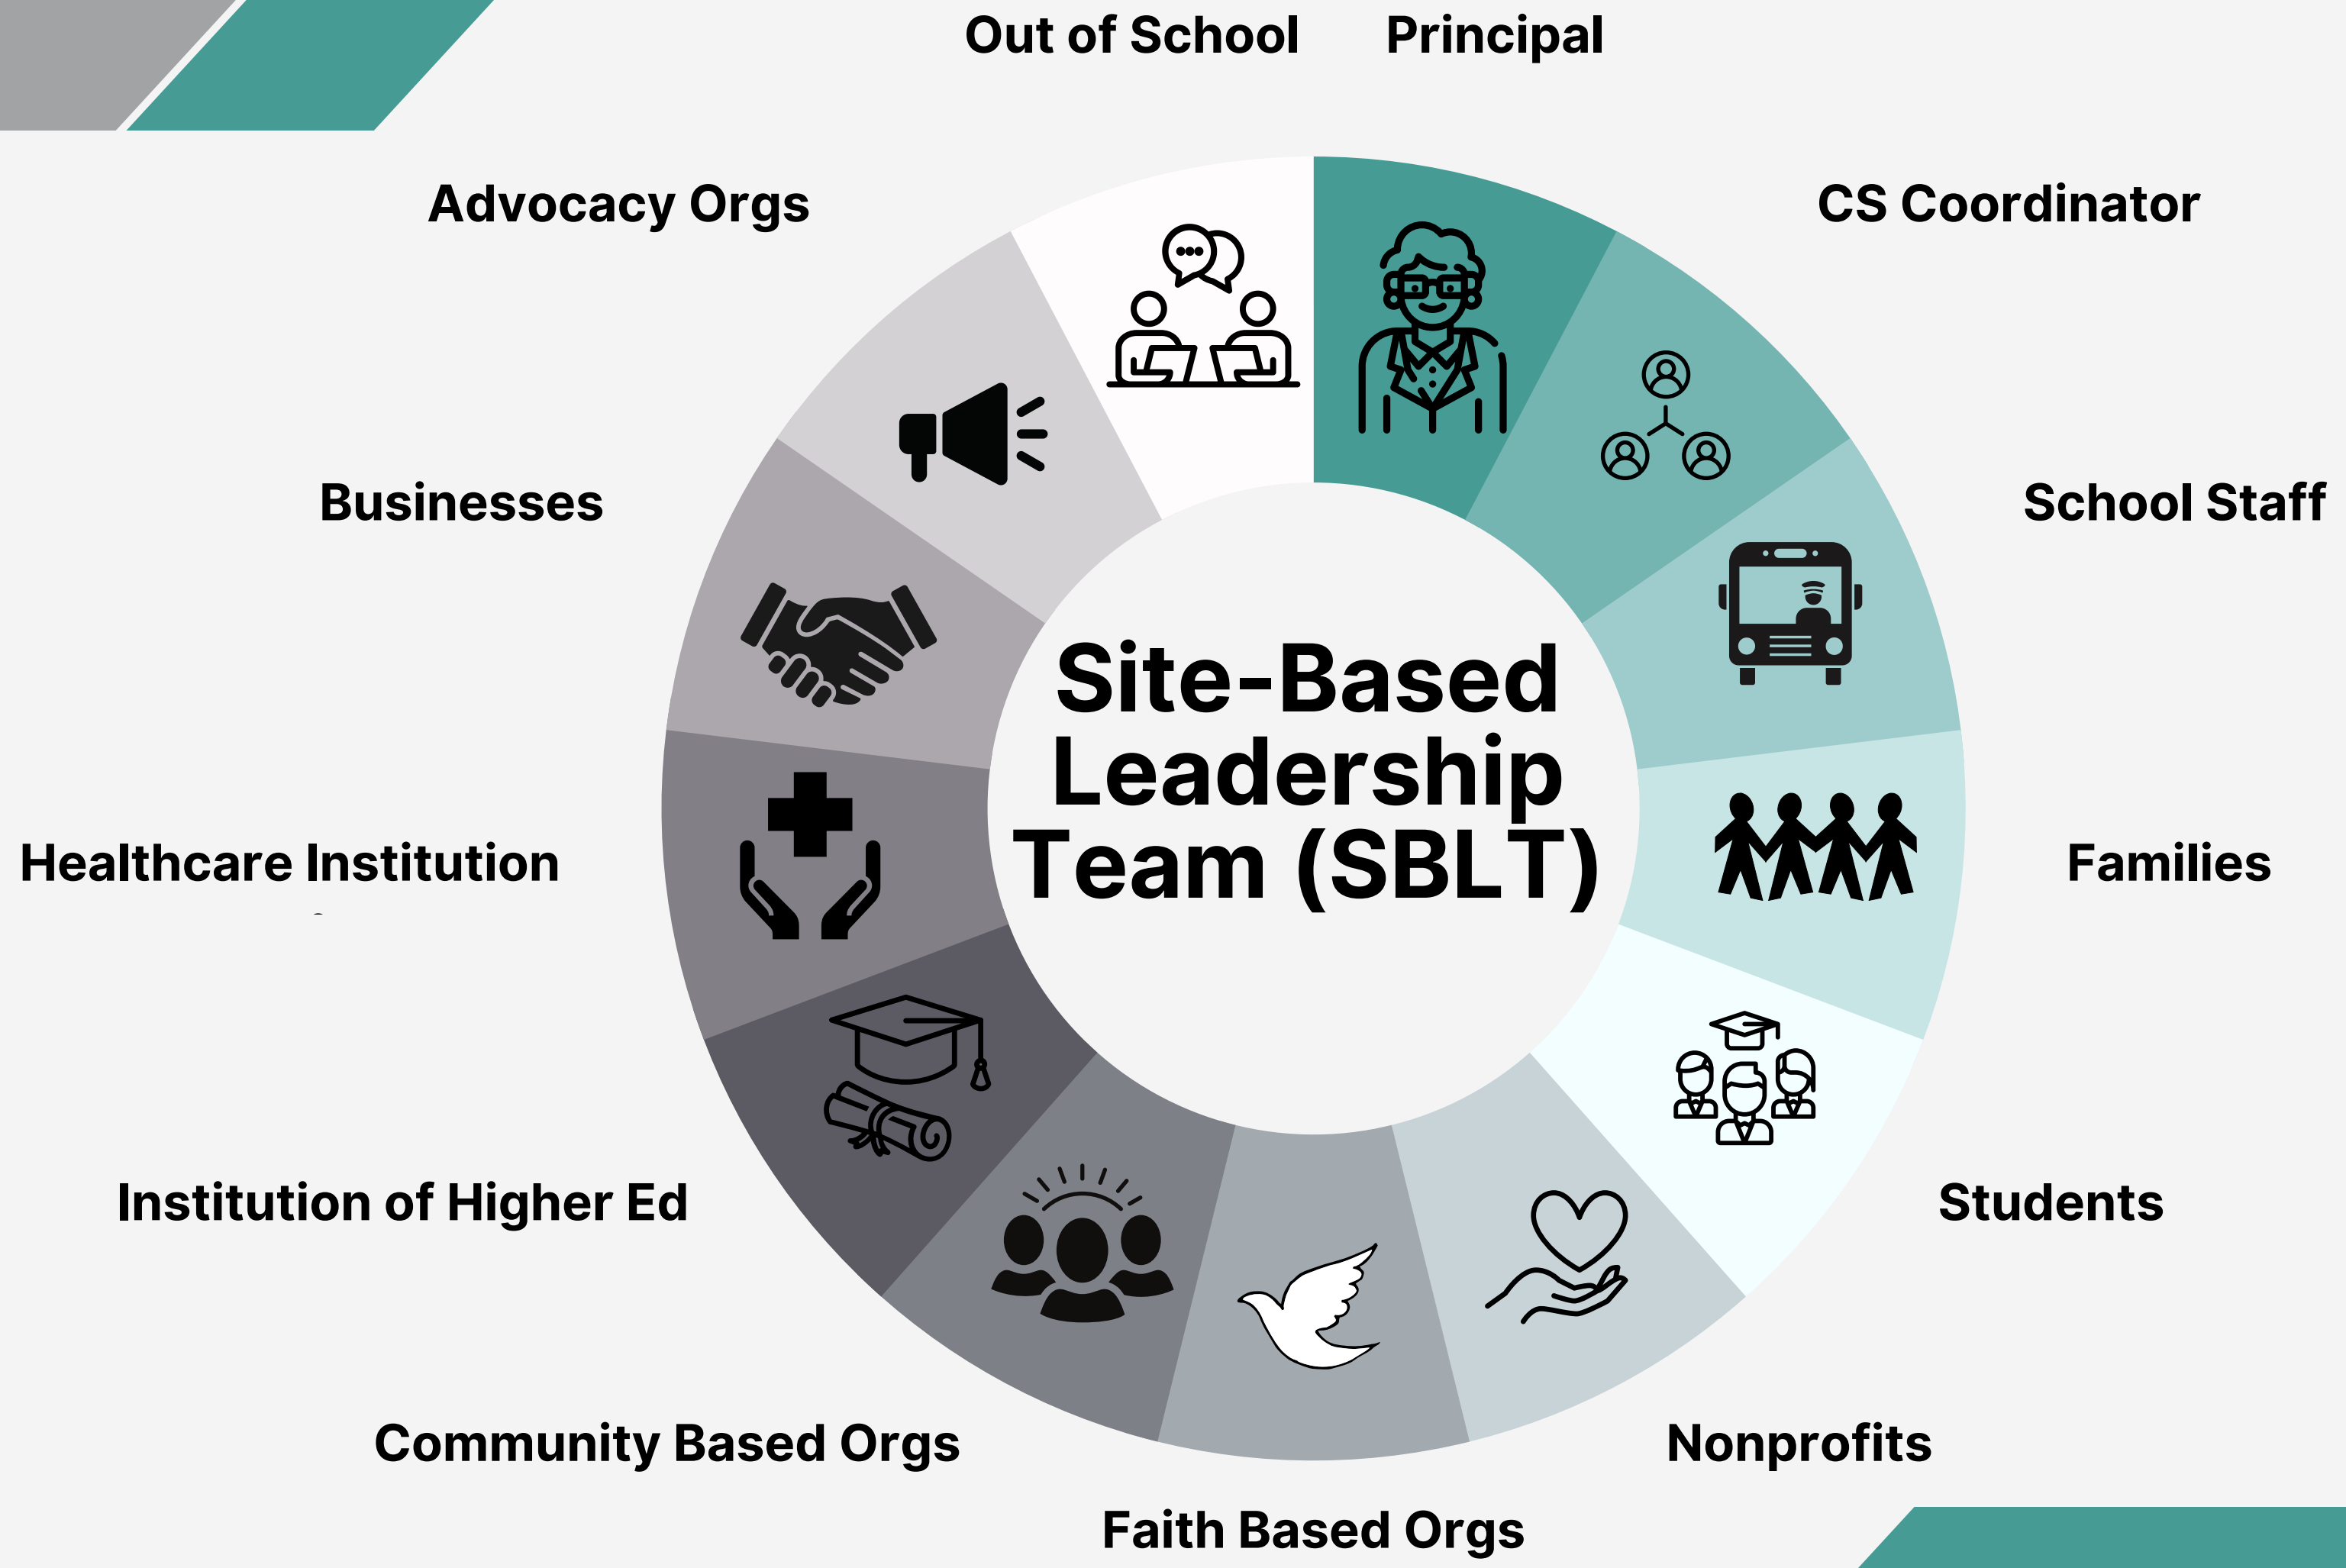 Out of School
Principal
Advocacy Orgs
CS Coordinator
Businesses
School Staff
Site-Based
Leadership
Team (SBLT)
Healthcare Institution
Families
Institution of Higher Ed
Students
Community Based Orgs
Nonprofits
Faith Based Orgs